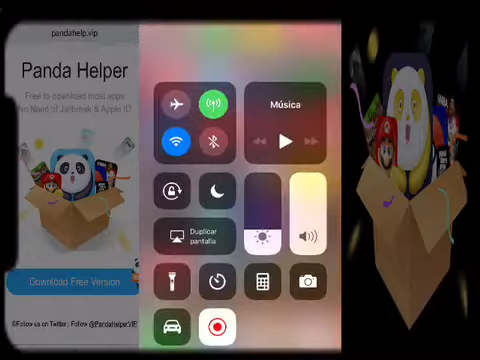 pandahelp.vip
Panda Helper
Free to download most apps
No Need of Jailbreak & Apple ID
Download Free Version
©Follow us on Twitter : Follow @PandaHelperVIP
Música
Duplicar
pantalla